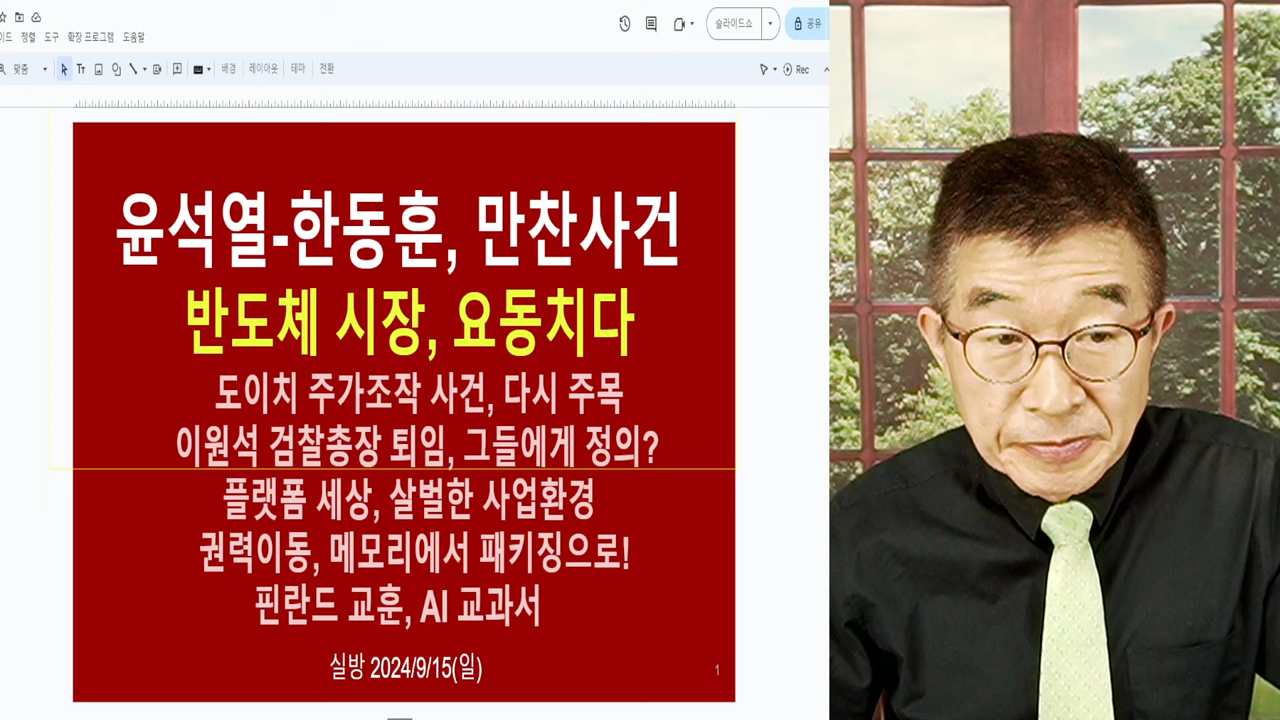 이드 정렬 도구 확장 프로그램 도움말
슬라이드쇼
공유
맞춤
Tr
배경 레이아웃 테마 전환
Rec
윤석열-한동훈, 만찬사건
반도체 시장, 요동치다
도이치 주가조작 사건, 다시 주목
이원석 검찰총장 퇴임, 그들에게 정의?
플랫폼 세상, 살벌한 사업환경
권력이동, 메모리에서 패키징으로!
핀란드 교훈, AI 교과서
실방 2024/9/15(일)
1